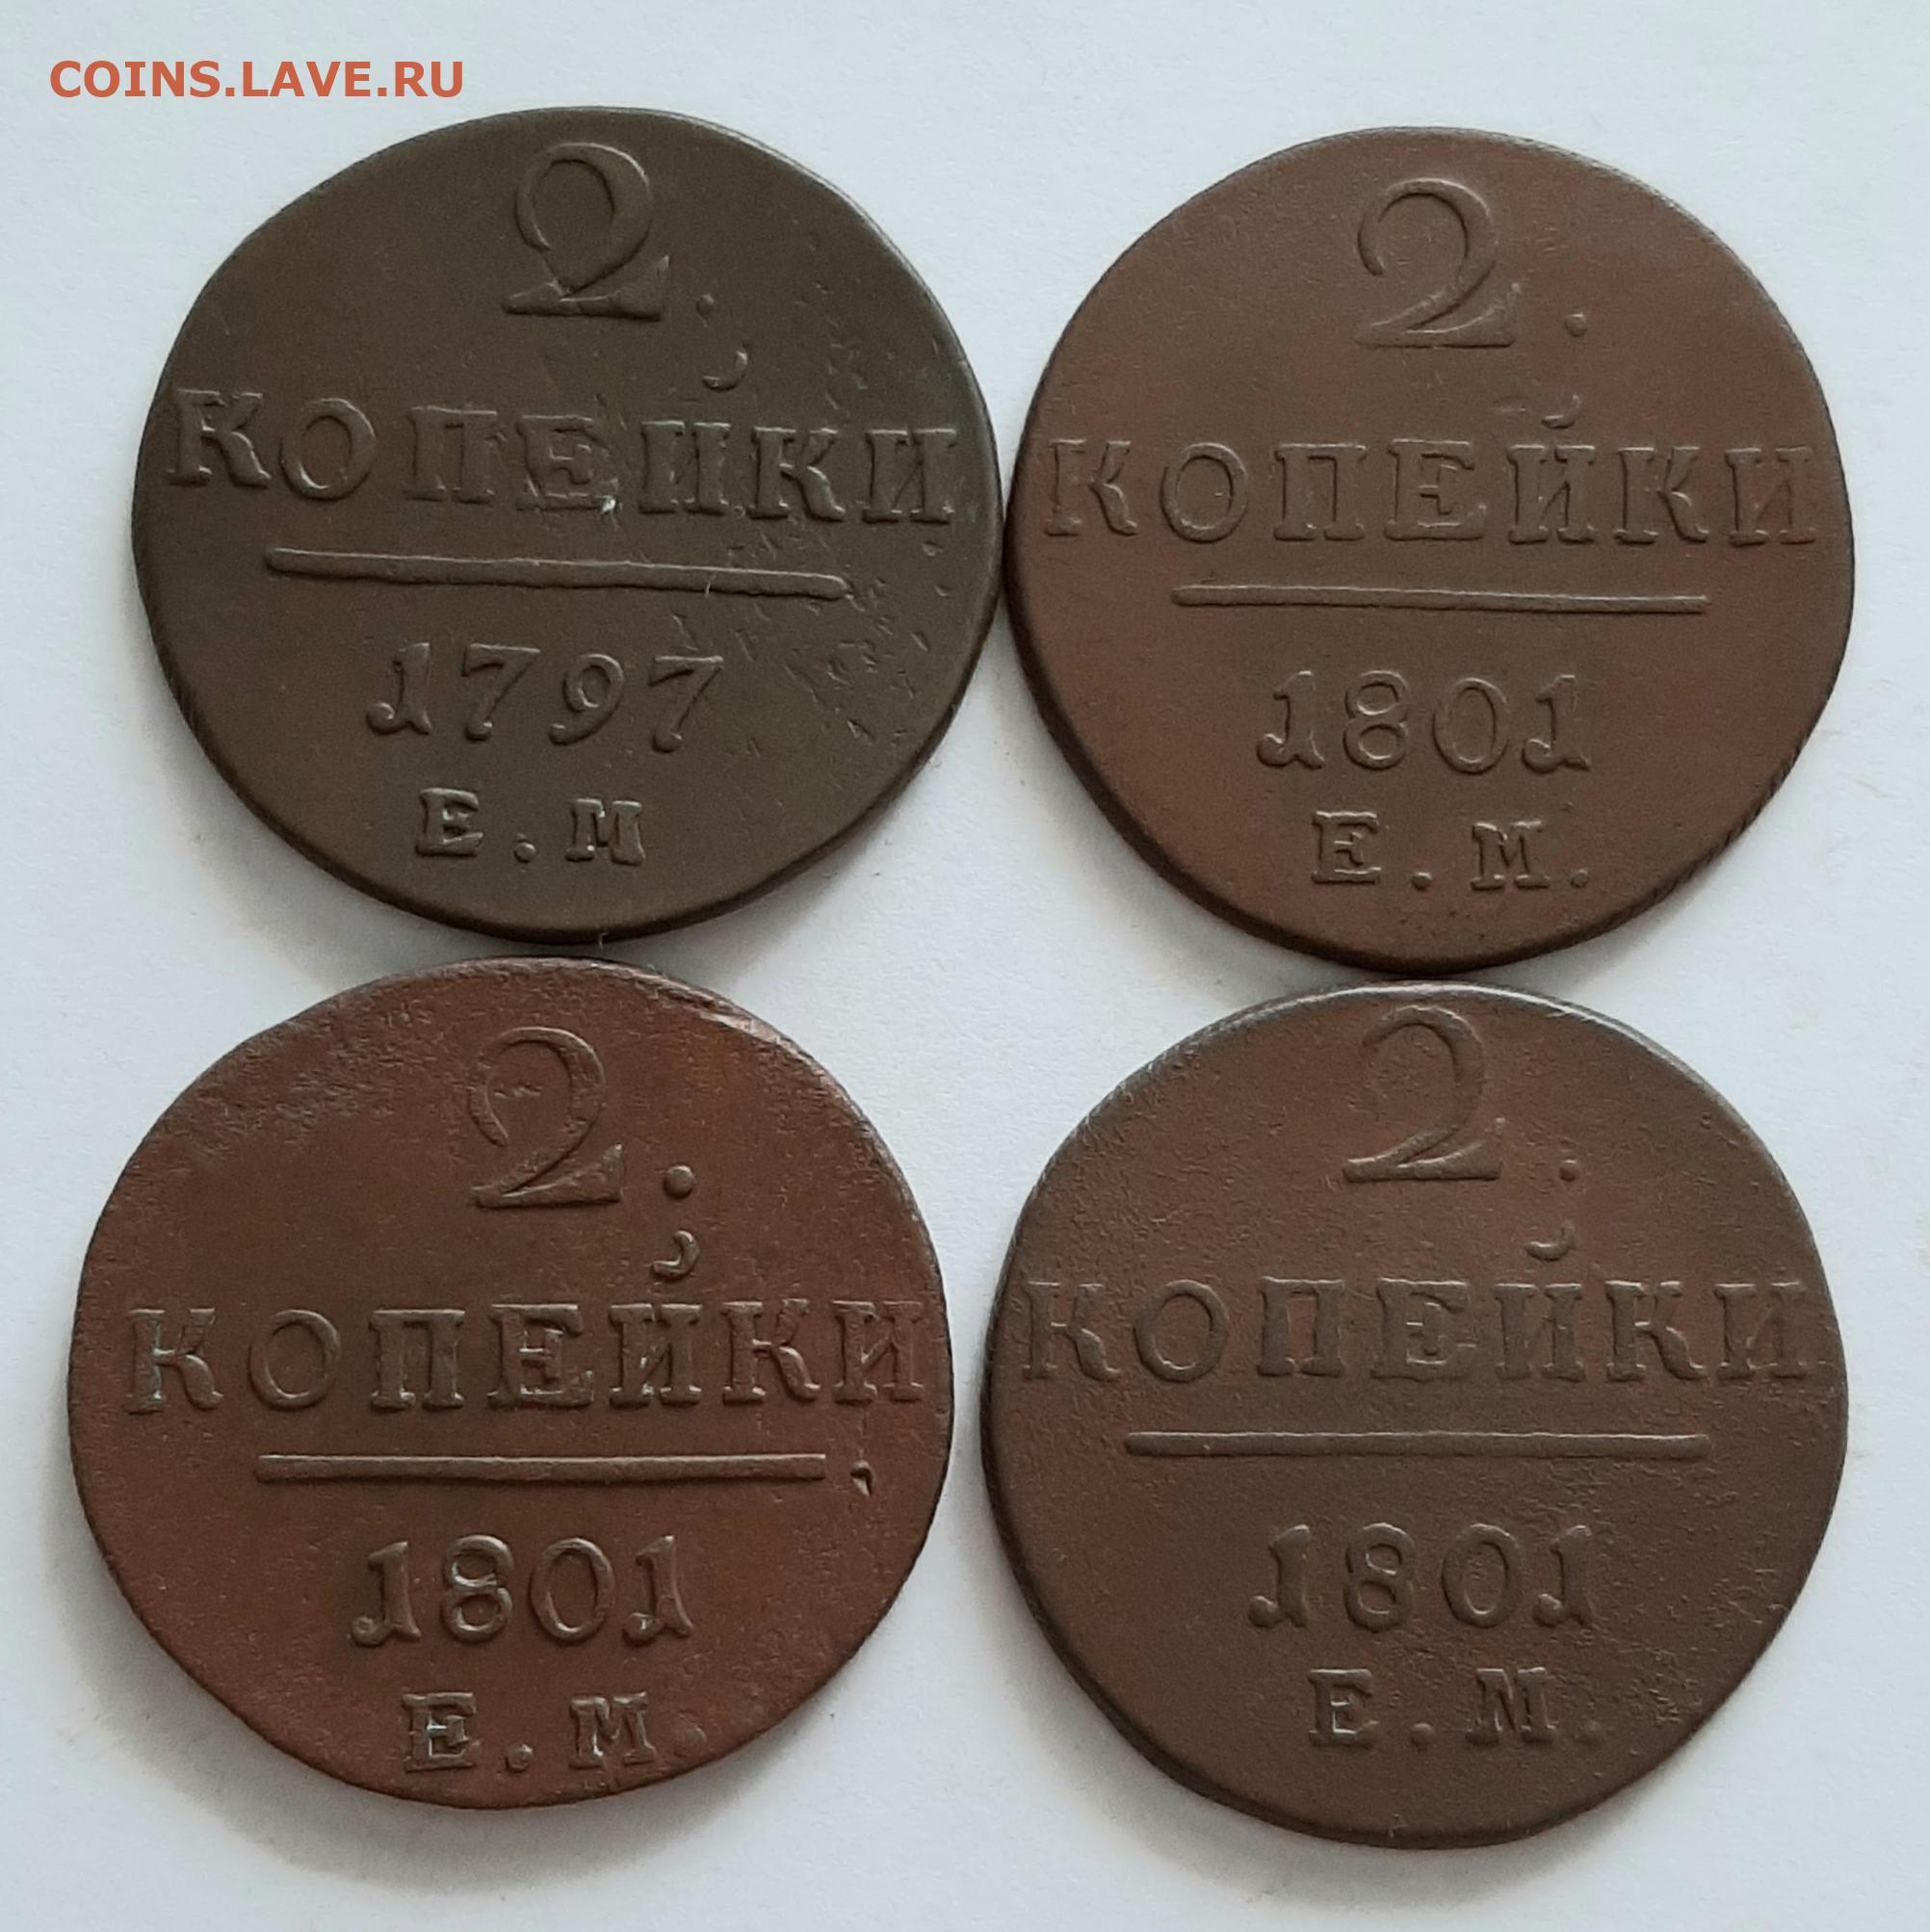 COINS.LAVE.RU
2.
КОПЕЙКИ
1797
Е.М
2.
КОПЕЙКИ
1801
Е.М.
2.
КОПЕЙКИ
1801
Е.М.
2.
КОПЕЙКИ
1801
Е.М.